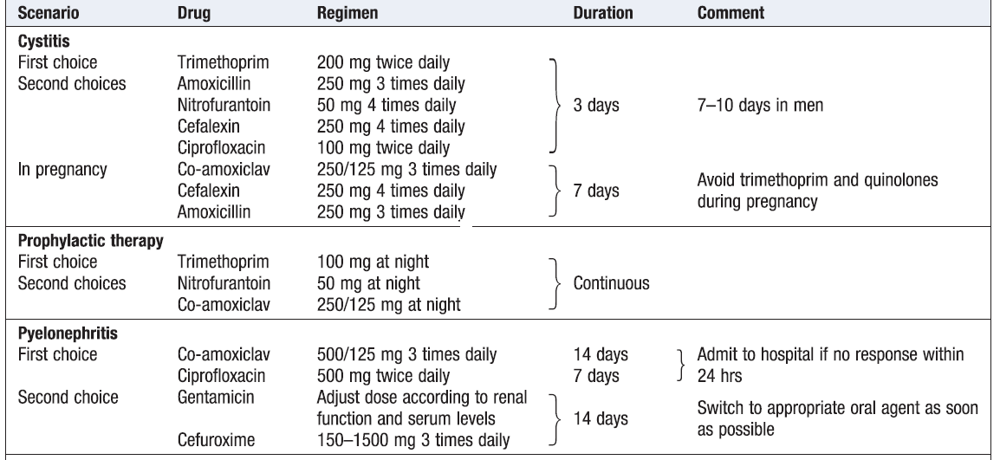 Scenario Drug Regimen Duration Comment
Cystitis
First choice Trimethoprim 200 mg twice daily
Second choices Amoxicillin 250 mg 3 times daily
Nitrofurantoin 50 mg 4 times daily 3 days 7–10 days in men
Cefalexin 250 mg 4 times daily
Ciprofloxacin 100 mg twice daily
In pregnancy Co-amoxiclav 250/125 mg 3 times daily
Cefalexin 250 mg 4 times daily 7 days Avoid trimethoprim and quinolones
during pregnancy
Amoxicillin 250 mg 3 times daily
Prophylactic therapy
First choice Trimethoprim 100 mg at night
Second choices Nitrofurantoin 50 mg at night Continuous
Co-amoxiclav 250/125 mg at night
Pyelonephritis
First choice Co-amoxiclav 500/125 mg 3 times daily 14 days Admit to hospital if no response within
Ciprofloxacin 500 mg twice daily 7 days 24 hrs
Second choice Gentamicin Adjust dose according to renal
function and serum levels 14 days Switch to appropriate oral agent as soon
as possible
Cefuroxime 150–1500 mg 3 times daily